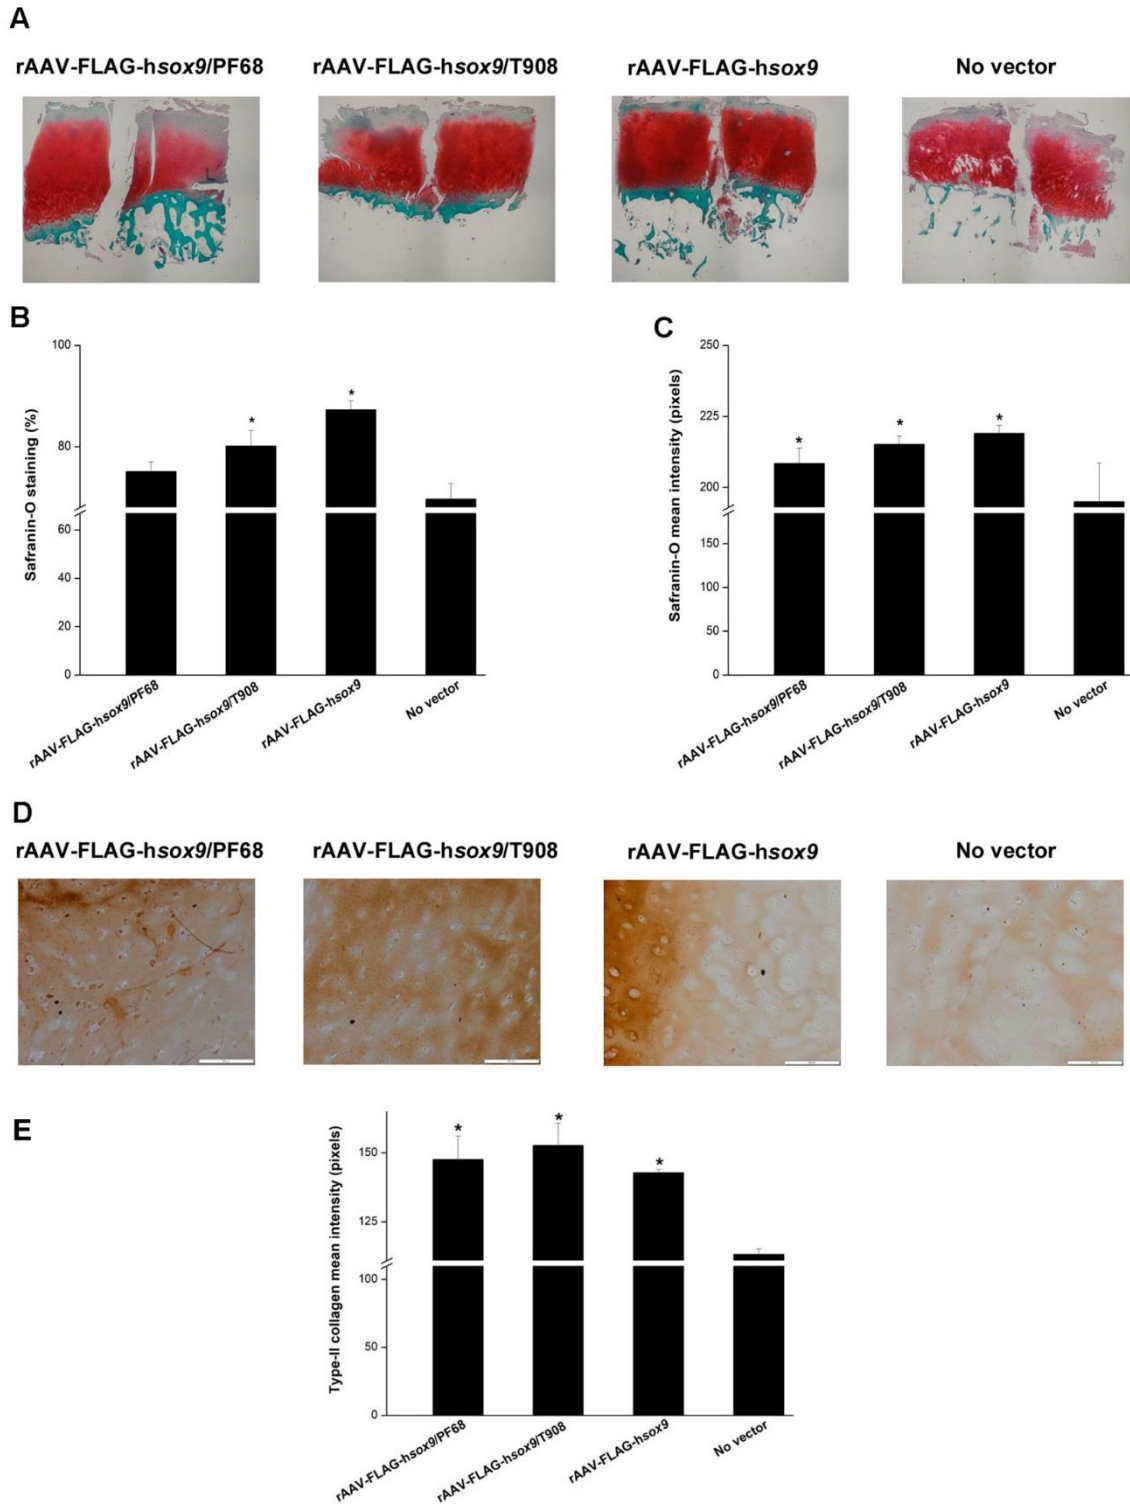 A
rAAV-FLAG-hsox9/PF68 rAAV-FLAG-hsox9/T908 rAAV-FLAG-hsox9 No vector
B
Safranin-O staining (%)
100
80
60
40
20
0
rAAV-FLAG-hsox9/PF68
rAAV-FLAG-hsox9/T908
rAAV-FLAG-hsox9
No vector
*
*
C
Safranin-O mean intensity (pixels)
250
225
200
150
100
50
0
rAAV-FLAG-hsox9/PF68
rAAV-FLAG-hsox9/T908
rAAV-FLAG-hsox9
No vector
*
*
*
D
rAAV-FLAG-hsox9/PF68 rAAV-FLAG-hsox9/T908 rAAV-FLAG-hsox9 No vector
E
Type-II collagen mean intensity (pixels)
150
125
100
50
0
rAAV-FLAG-hsox9/PF68
rAAV-FLAG-hsox9/T908
rAAV-FLAG-hsox9
No vector
*
*
*